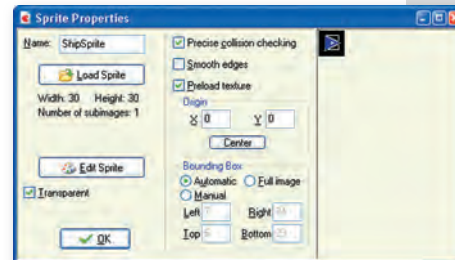 Sprite Properties
Name: ShipSprite
Load Sprite
Width: 30 Height: 30
Number of subimages: 1
Edit Sprite
Transparent
OK
Precise collision checking
Smooth edges
Preload texture
Origin
X 0 Y 0
Center
Bounding Box
Automatic Full image
Manual
Left 7 Right
Top Bottom 23